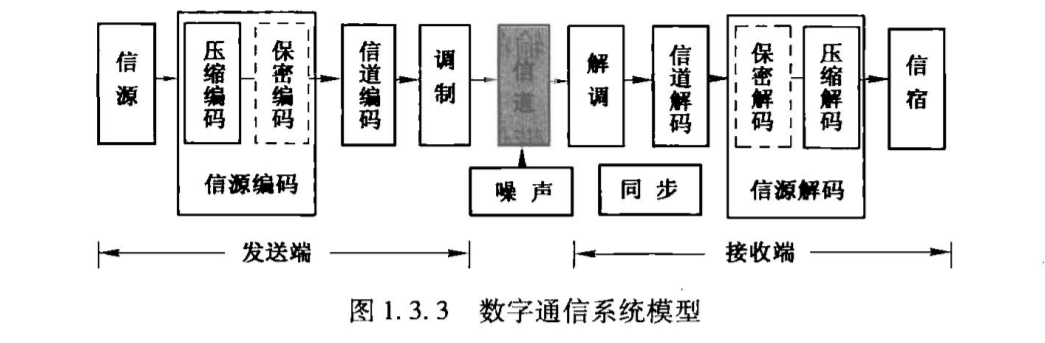 信源
压缩编码
保密编码
信源编码
信道编码
调制
信道
噪声
解调
同步
信道解码
保密解码
压缩解码
信源解码
信宿
发送端
接收端
图 1.3.3 数字通信系统模型